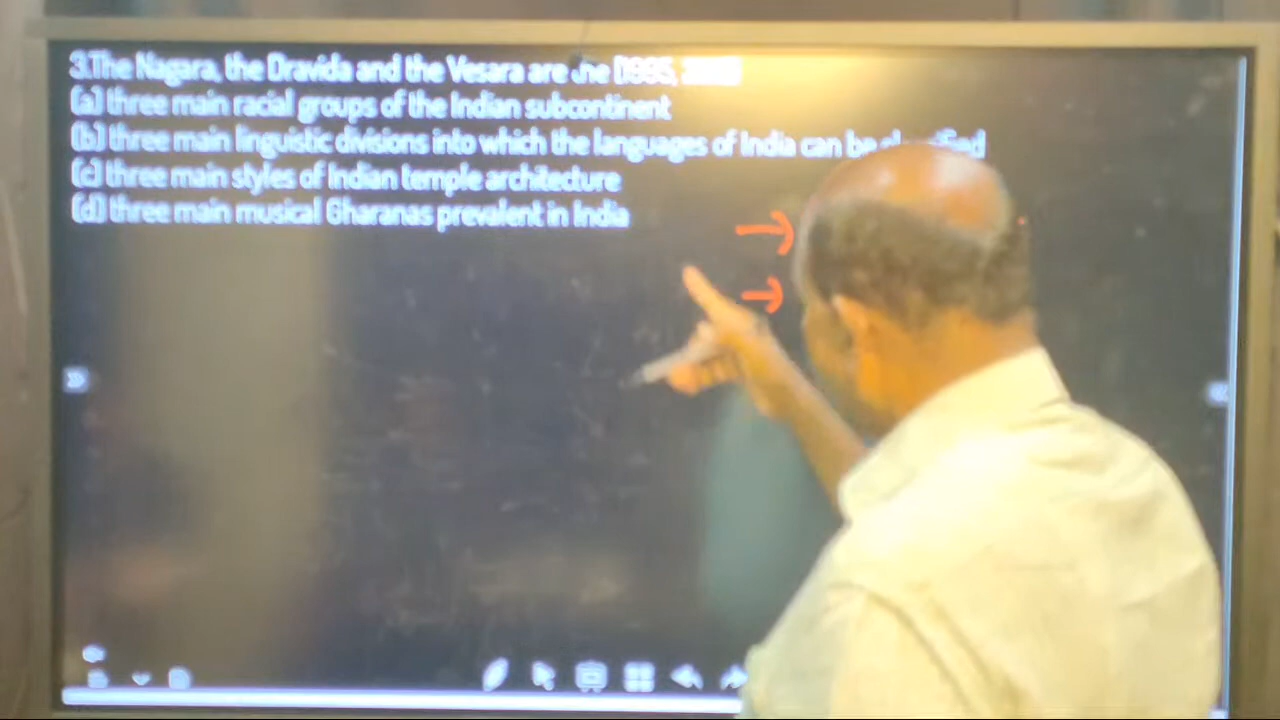 3.The Nagara, the Dravida and the Vesara are the (1995,
(a) three main racial groups of the Indian subcontinent
(b) three main linguistic divisions into which the languages of India can be classified
(c) three main styles of Indian temple architecture
(d) three main musical Gharanas prevalent in India